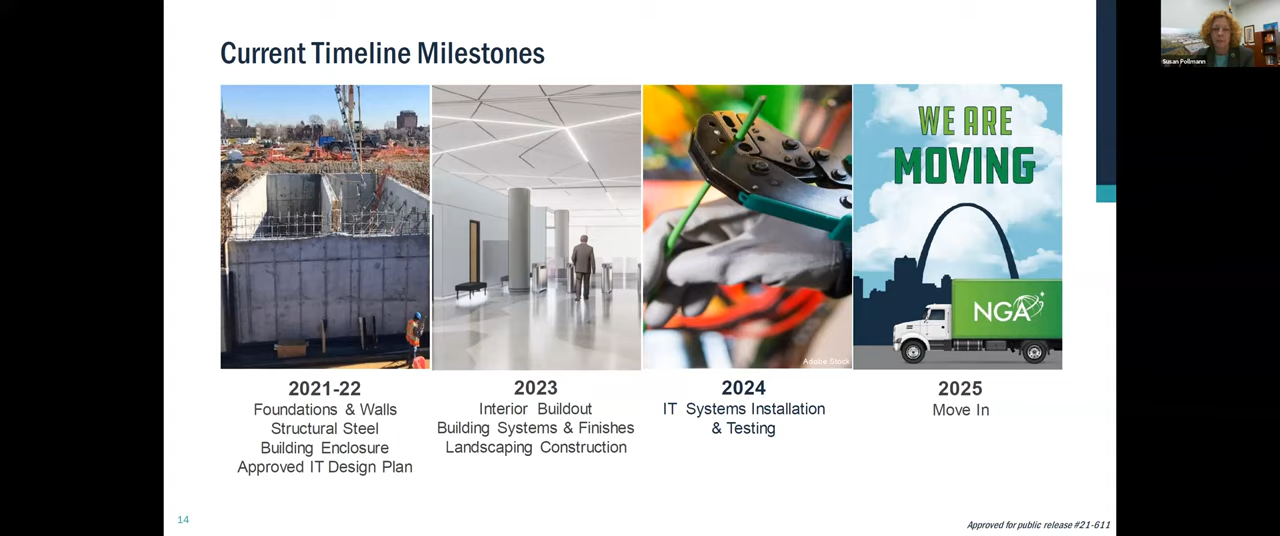 Current Timeline Milestones
Susan Pollmann
WE ARE
MOVING
NGA
Adobe Stock
2021-22
Foundations & Walls
Structural Steel
Building Enclosure
Approved IT Design Plan
2023
Interior Buildout
Building Systems & Finishes
Landscaping Construction
2024
IT Systems Installation
& Testing
2025
Move In
14
Approved for public release #21-611